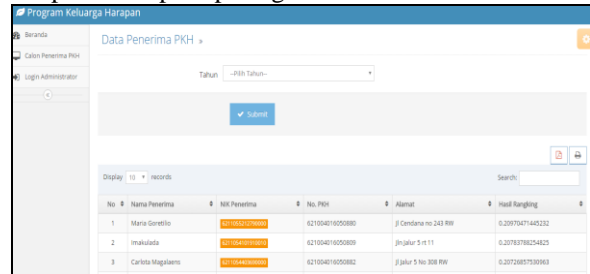 Program Keluarga Harapan
Beranda
Calon Penerima PKH
Login Administrator
Data Penerima PKH »
Tahun --Pilih Tahun--
Submit
Display 10 records
Search:
No Nama Penerima NIK Penerima No. PKH Alamat Hasil Rangking
1 Maria Goretilo 621004016050880 Jl Cendana no 243 RW 0.20970471445232
2 Imakulada 621004016050809 Jln Jalur 5 rt 11 0.20783788254825
3 Carlota Magalaens 621004016050882 Jl Jalur 5 No 308 RW 0.20726857530963